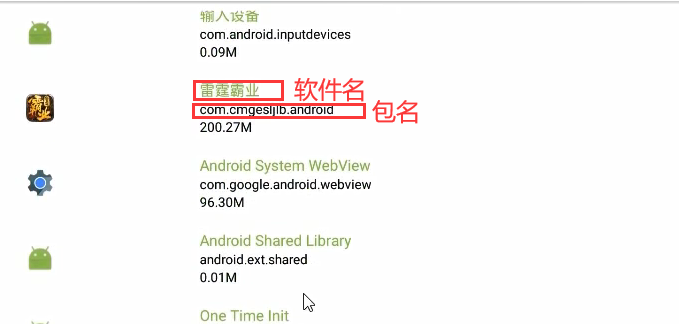 输入设备
com.android.inputdevices
0.09M
雷霆霸业 软件名
com.cmgesljlb.android 包名
200.27M
Android System WebView
com.google.android.webview
96.30M
Android Shared Library
android.ext.shared
0.01M
One Time Init